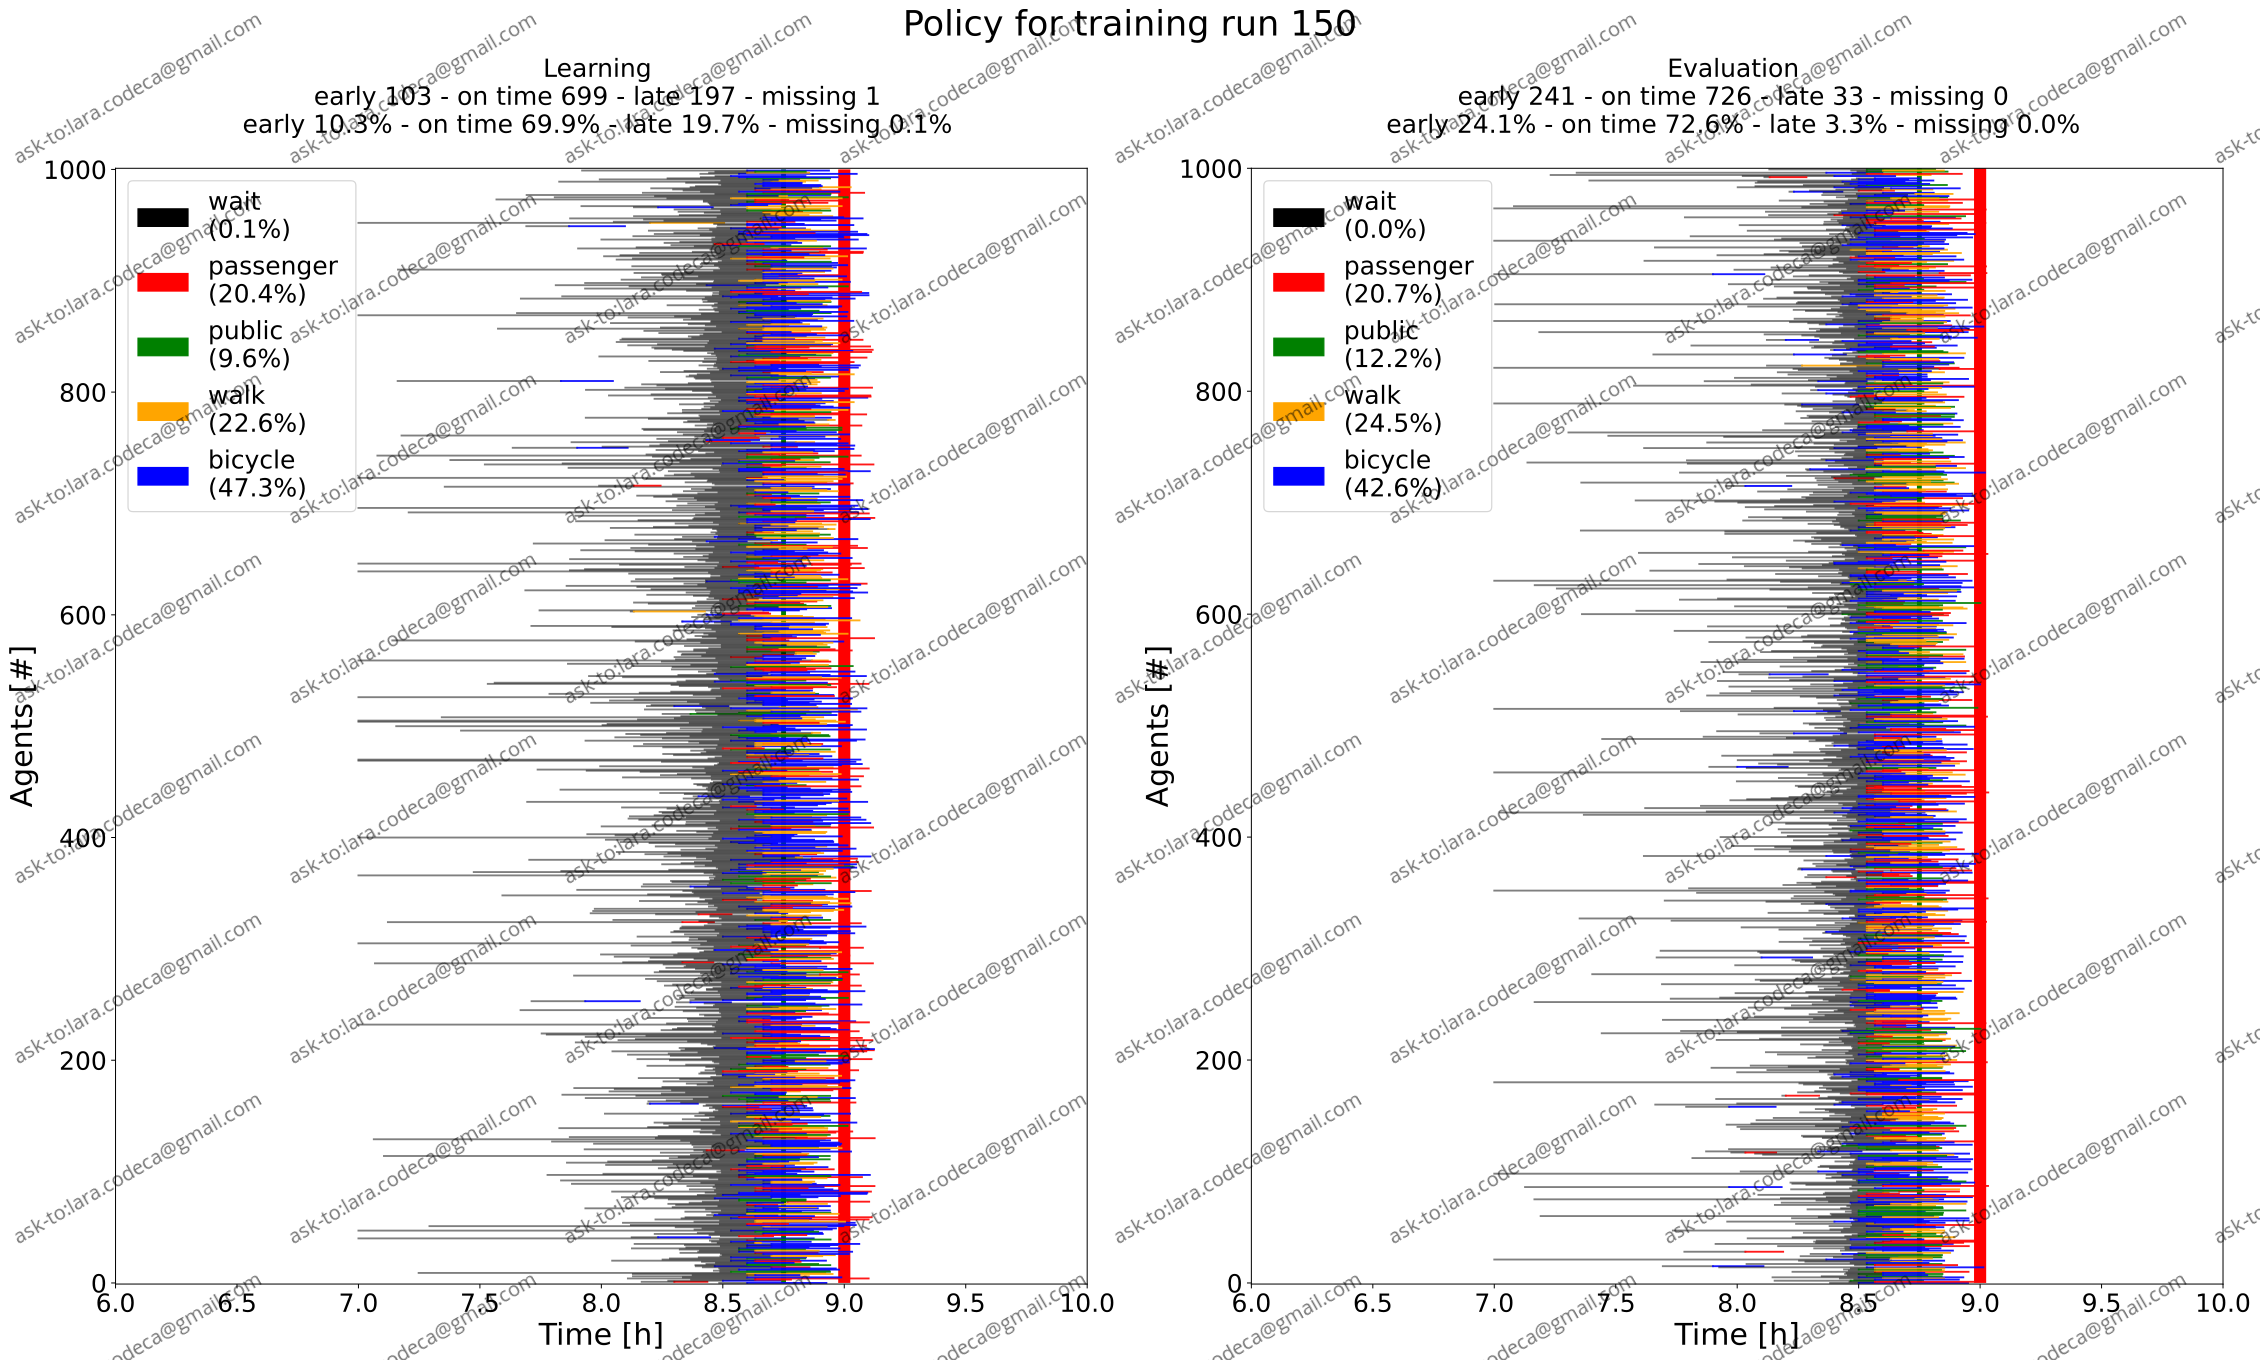 Policy for training run 150
Learning
early 103 - on time 699 - late 197 - missing 1
early 10.3% - on time 69.9% - late 19.7% - missing 0.1%
1000
800
600
400
200
0
Agents [#]
wait
(0.1%)
passenger
(20.4%)
public
(9.6%)
walk
(22.6%)
bicycle
(47.3%)
6.0 6.5 7.0 7.5 8.0 8.5 9.0 9.5 10.0
Time [h]
Evaluation
early 241 - on time 726 - late 33 - missing 0
early 24.1% - on time 72.6% - late 3.3% - missing 0.0%
1000
800
600
400
200
0
Agents [#]
wait
(0.0%)
passenger
(20.7%)
public
(12.2%)
walk
(24.5%)
bicycle
(42.6%)
6.0 6.5 7.0 7.5 8.0 8.5 9.0 9.5 10.0
Time [h]
ask-to:lara.codeca@gmail.com